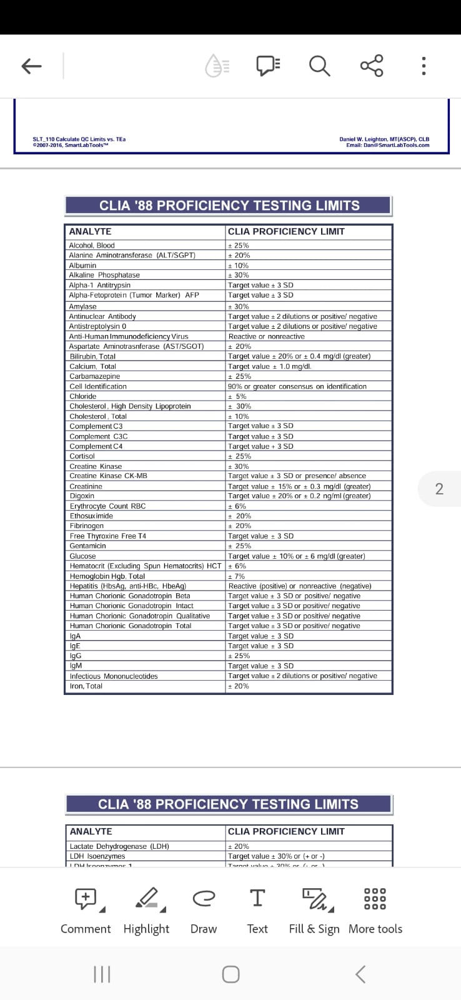 SLT_110 Calculate QC Limits vs. TEa
©2007-2016, SmartLabTools™
Daniel W. Leighton, MT(ASCP), CLB
Email: Dan@SmartLabTools.com
CLIA '88 PROFICIENCY TESTING LIMITS
ANALYTE CLIA PROFICIENCY LIMIT
Alcohol, Blood ± 25%
Alanine Aminotransferase (ALT/SGPT) ± 20%
Albumin ± 10%
Alkaline Phosphatase ± 30%
Alpha-1 Antitrypsin Target value ± 3 SD
Alpha-Fetoprotein (Tumor Marker) AFP Target value ± 3 SD
Amylase ± 30%
Antinuclear Antibody Target value ± 2 dilutions or positive/ negative
Antistreptolysin 0 Target value ± 2 dilutions or positive/ negative
Anti-Human Immunodeficiency Virus Reactive or nonreactive
Aspartate Aminotrasnferase (AST/SGOT) ± 20%
Bilirubin, Total Target value ± 20% or ± 0.4 mg/dl (greater)
Calcium, Total Target value ± 1.0 mg/dl.
Carbamazepine ± 25%
Cell Identification 90% or greater consensus on identification
Chloride ± 5%
Cholesterol, High Density Lipoprotein ± 30%
Cholesterol, Total ± 10%
Complement C3 Target value ± 3 SD
Complement C3C Target value ± 3 SD
Complement C4 Target value + 3 SD
Cortisol ± 25%
Creatine Kinase ± 30%
Creatine Kinase CK-MB Target value ± 3 SD or presence/ absence
Creatinine Target value ± 15% or ± 0.3 mg/dl (greater)
Digoxin Target value ± 20% or ± 0.2 ng/ml (greater)
Erythrocyte Count RBC ± 6%
Ethosuximide ± 20%
Fibrinogen ± 20%
Free Thyroxine Free T4 Target value ± 3 SD
Gentamicin ± 25%
Glucose Target value ± 10% or ± 6 mg/dl (greater)
Hematocrit (Excluding Spun Hematocrits) HCT ± 6%
Hemoglobin Hgb, Total ± 7%
Hepatitis (HbsAg, anti-HBc, HbeAg) Reactive (positive) or nonreactive (negative)
Human Chorionic Gonadotropin Beta Target value ± 3 SD or positive/ negative
Human Chorionic Gonadotropin Intact Target value ± 3 SD or positive/ negative
Human Chorionic Gonadotropin Qualitative Target value ± 3 SD or positive/ negative
Human Chorionic Gonadotropin Total Target value ± 3 SD or positive/ negative
IgA Target value ± 3 SD
IgE Target value ± 3 SD
IgG ± 25%
IgM Target value ± 3 SD
Infectious Mononucleotides Target value ± 2 dilutions or positive/ negative
Iron, Total ± 20%
2
CLIA '88 PROFICIENCY TESTING LIMITS
ANALYTE CLIA PROFICIENCY LIMIT
Lactate Dehydrogenase (LDH) ± 20%
LDH Isoenzymes Target value ± 30% or (+ or -)
LDH Isoenzymes 1 Target value ± 30% or (+ or -)
Comment Highlight Draw Text Fill & Sign More tools